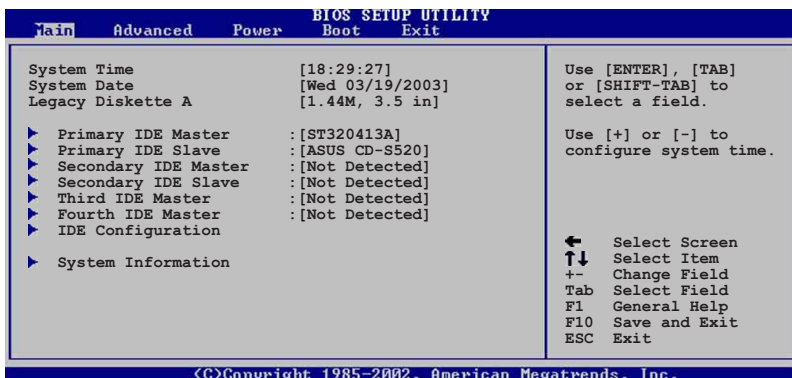 BIOS SETUP UTILITY
Main Advanced Power Boot Exit
System Time [18:29:27]
System Date [Wed 03/19/2003]
Legacy Diskette A [1.44M, 3.5 in]
Primary IDE Master :[ST320413A]
Primary IDE Slave :[ASUS CD-S520]
Secondary IDE Master :[Not Detected]
Secondary IDE Slave :[Not Detected]
Third IDE Master :[Not Detected]
Fourth IDE Master :[Not Detected]
IDE Configuration
System Information
Use [ENTER], [TAB]
or [SHIFT-TAB] to
select a field.
Use [+] or [-] to
configure system time.
← Select Screen
↑↓ Select Item
+- Change Field
Tab Select Field
F1 General Help
F10 Save and Exit
ESC Exit
(C)Copyright 1985-2002, American Megatrends, Inc.